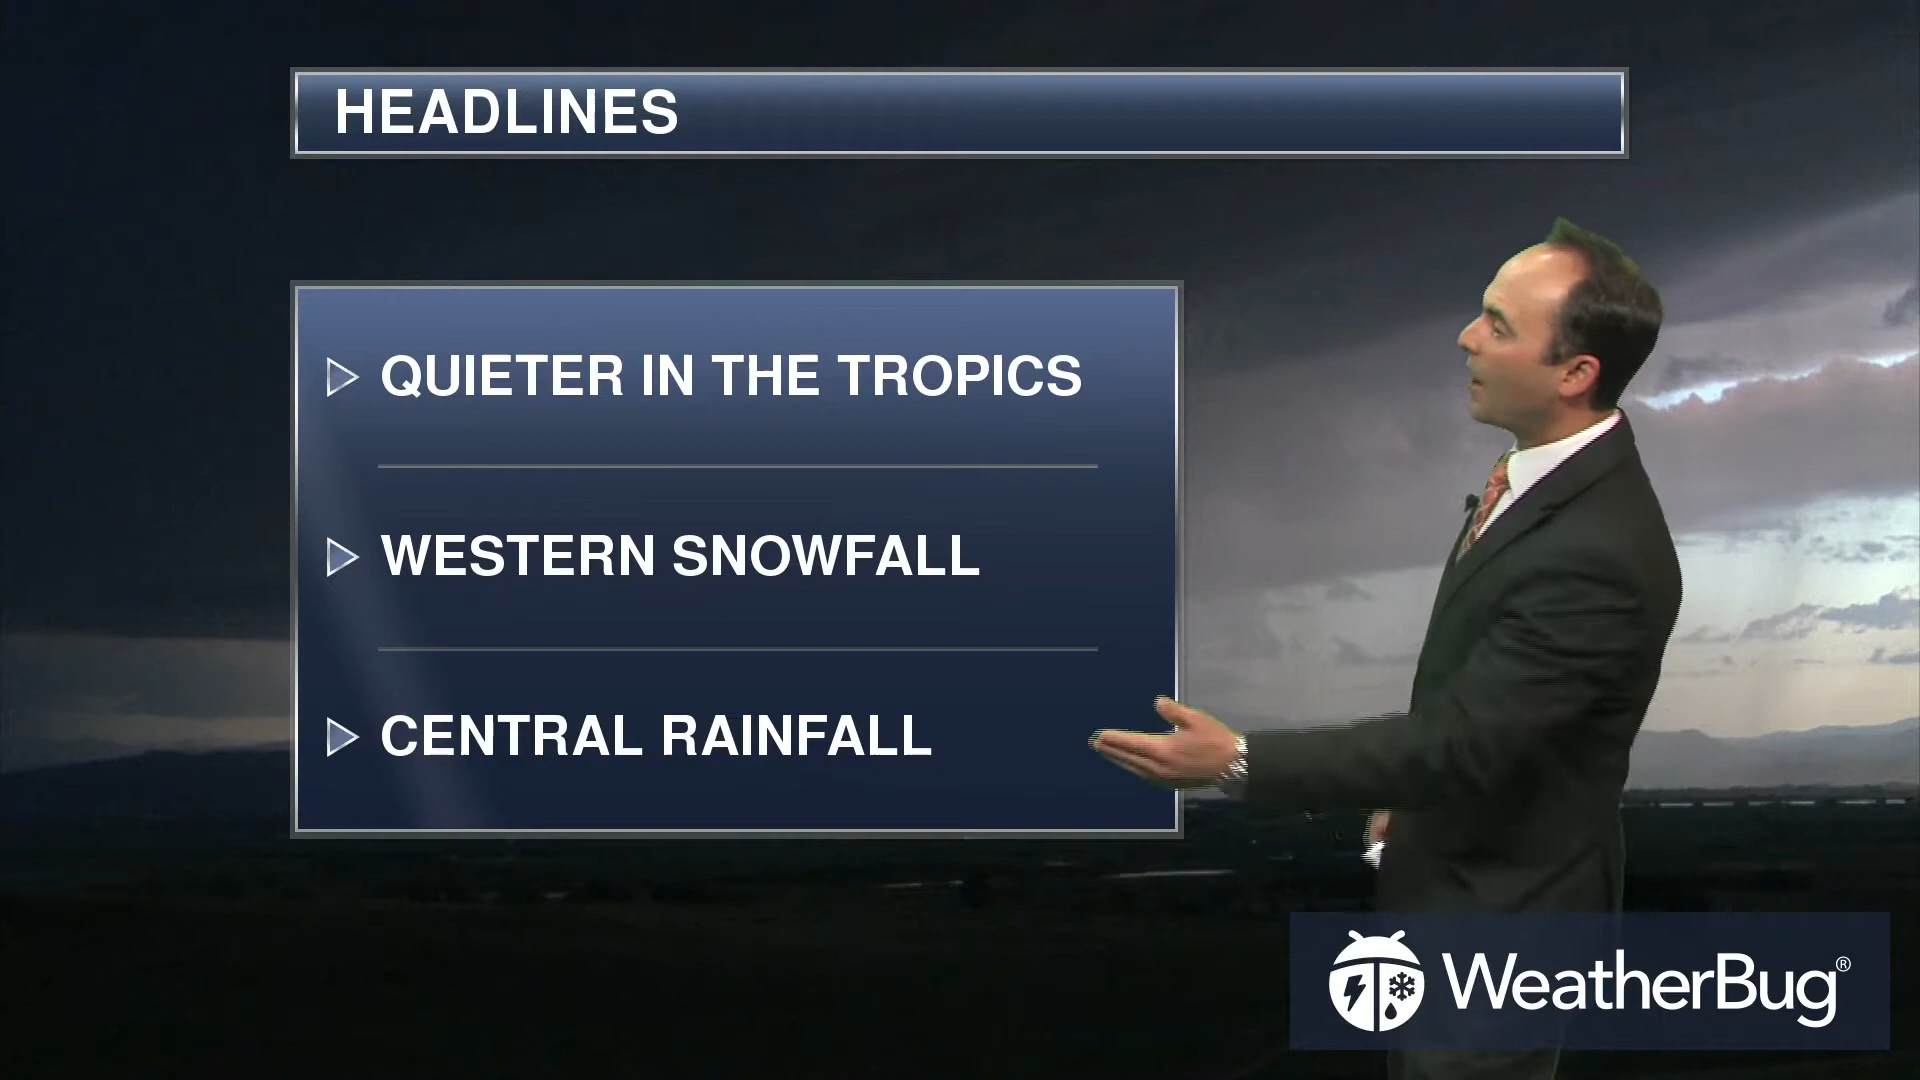 HEADLINES
QUIETER IN THE TROPICS
WESTERN SNOWFALL
CENTRAL RAINFALL
WeatherBug®